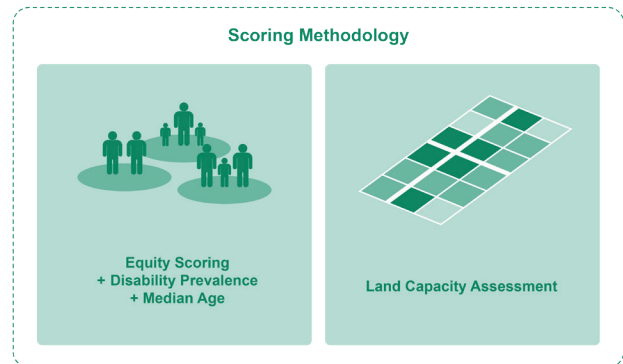 Scoring Methodology
Equity Scoring
+ Disability Prevalence
+ Median Age
Land Capacity Assessment